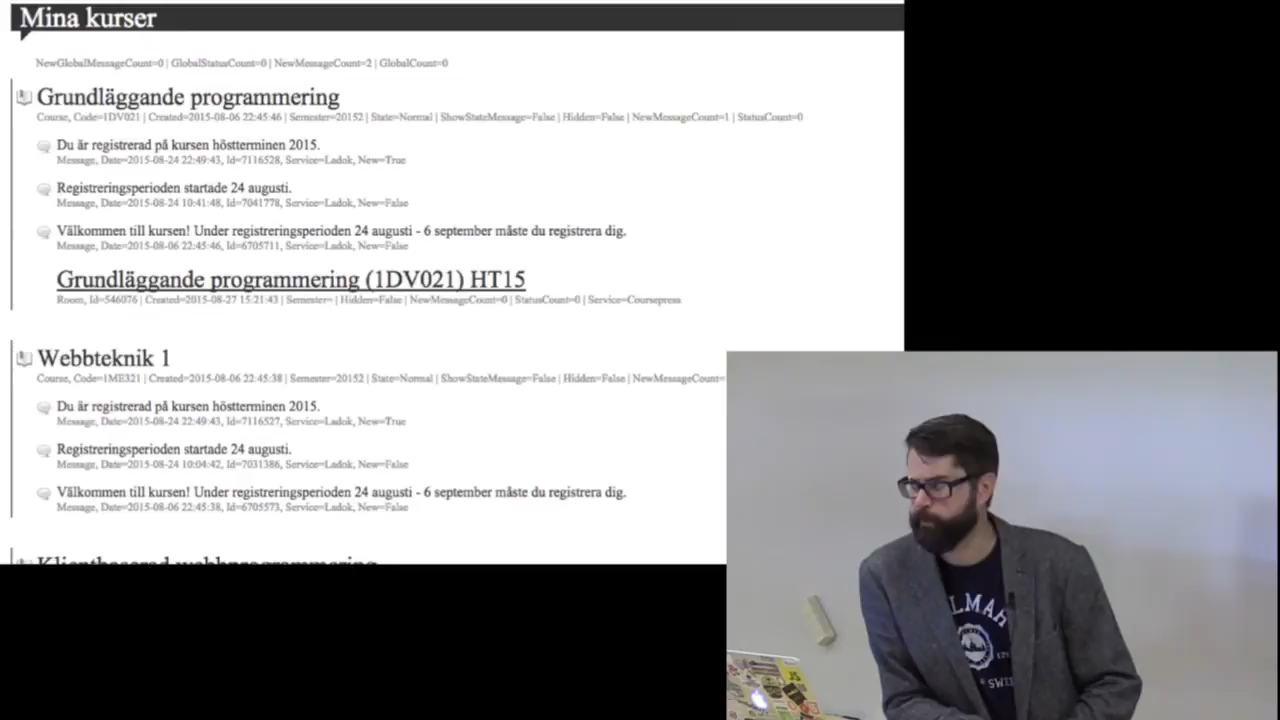 Mina kurser
NewGlobalMessageCount=0 | GlobalStatusCount=0 | NewMessageCount=2 | GlobalCount=0
Grundläggande programmering
Course, Code=1DV021 | Created=2015-08-06 22:45:46 | Semester=20152 | State=Normal | ShowStateMessage=False | Hidden=False | NewMessageCount=1 | StatusCount=0
Du är registrerad på kursen höstterminen 2015.
Message, Date=2015-08-24 22:49:43, Id=7116528, Service=Ladok, New=True
Registreringsperioden startade 24 augusti.
Message, Date=2015-08-24 10:41:48, Id=7041778, Service=Ladok, New=False
Välkommen till kursen! Under registreringsperioden 24 augusti - 6 september måste du registrera dig.
Message, Date=2015-08-06 22:45:46, Id=6705711, Service=Ladok, New=False
Grundläggande programmering (1DV021) HT15
Room, Id=546076 | Created=2015-08-27 15:21:43 | Semester= | Hidden=False | NewMessageCount=0 | StatusCount=0 | Service=Coursepress
Webbteknik 1
Course, Code=1ME321 | Created=2015-08-06 22:45:38 | Semester=20152 | State=Normal | ShowStateMessage=False | Hidden=False | NewMessageCount=
Du är registrerad på kursen höstterminen 2015.
Message, Date=2015-08-24 22:49:43, Id=7116527, Service=Ladok, New=True
Registreringsperioden startade 24 augusti.
Message, Date=2015-08-24 10:04:42, Id=7031386, Service=Ladok, New=False
Välkommen till kursen! Under registreringsperioden 24 augusti - 6 september måste du registrera dig.
Message, Date=2015-08-06 22:45:38, Id=6705573, Service=Ladok, New=False
Klientbaserad webbprogrammering
LMAH
SWE
JS